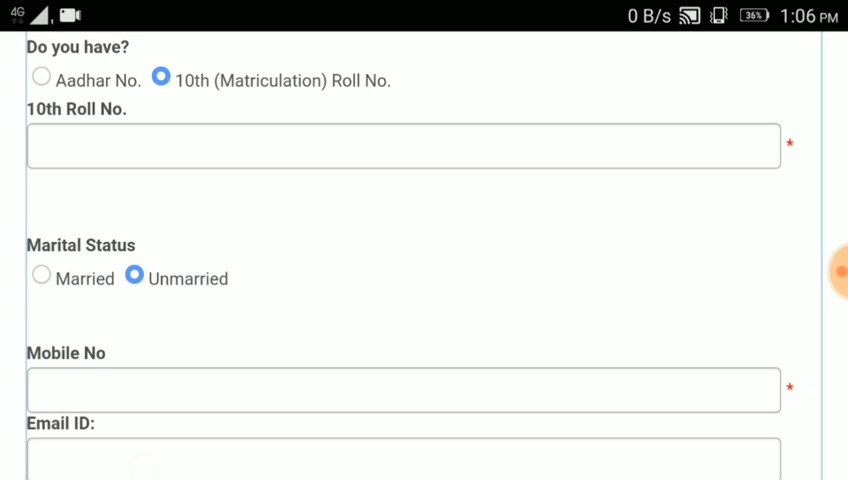 4G 0 B/s 36% 1:06 PM
Do you have?
Aadhar No. 10th (Matriculation) Roll No.
10th Roll No.
*
Marital Status
Married Unmarried
Mobile No
*
Email ID: